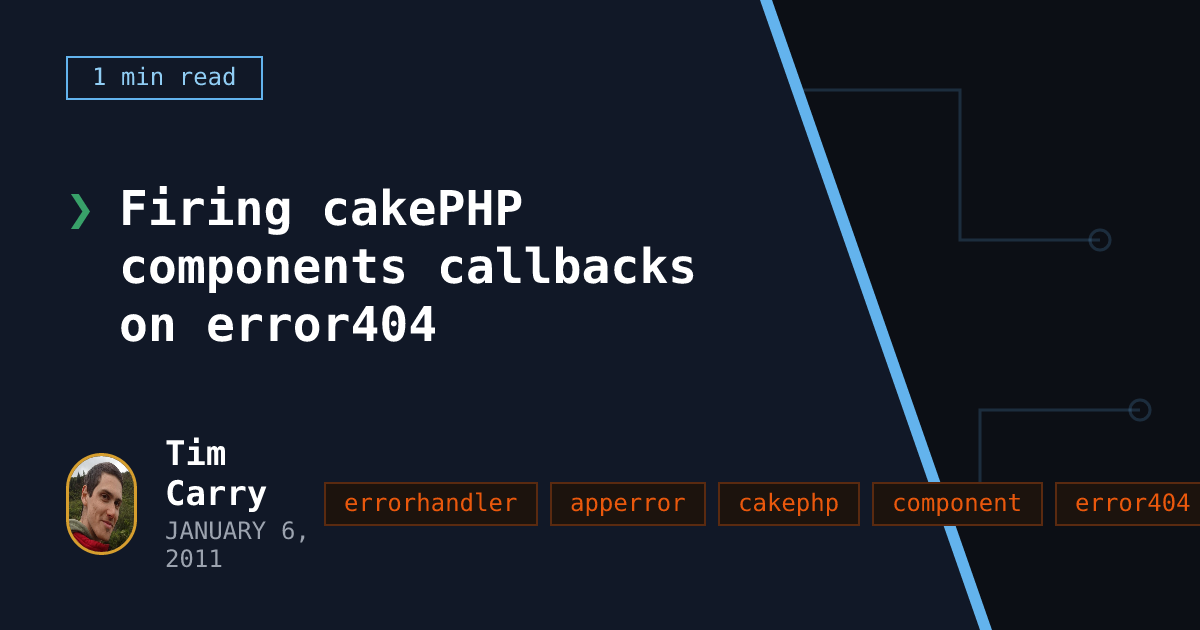 1 min read
❯ Firing cakePHP
components callbacks
on error404
Tim
Carry
JANUARY 6,
2011
errorhandler apperror cakephp component error404